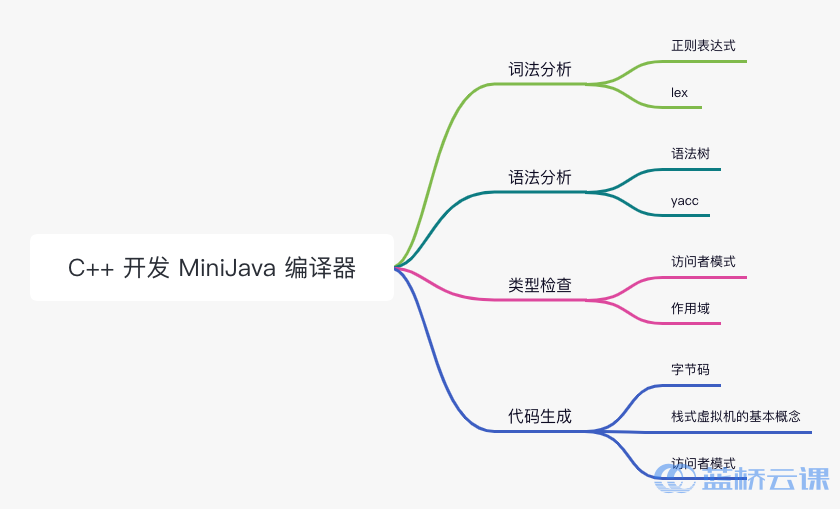 C++ 开发 MiniJava 编译器
词法分析
正则表达式
lex
语法分析
语法树
yacc
类型检查
访问者模式
作用域
代码生成
字节码
栈式虚拟机的基本概念
访问者模式
蓝桥云课